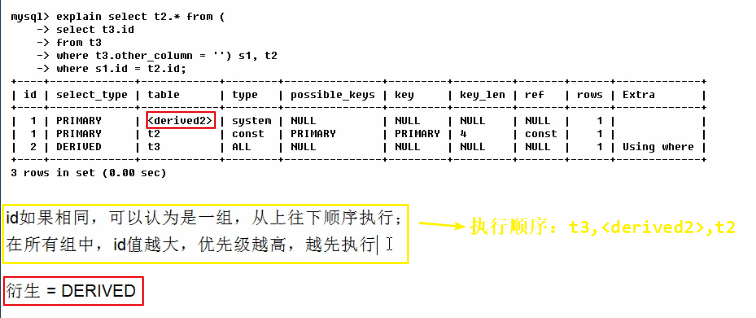 mysql> explain select t2.* from (
    -> select t3.id
    -> from t3
    -> where t3.other_column = '') s1, t2
    -> where s1.id = t2.id;
+----+-------------+------------+--------+---------------+---------+---------+-------+------+-------------+
| id | select_type | table      | type   | possible_keys | key     | key_len | ref   | rows | Extra       |
+----+-------------+------------+--------+---------------+---------+---------+-------+------+-------------+
|  1 | PRIMARY     | <derived2> | system | NULL          | NULL    | NULL    | NULL  |    1 |             |
|  1 | PRIMARY     | t2         | const  | PRIMARY       | PRIMARY | 4       | const |    1 |             |
|  2 | DERIVED     | t3         | ALL    | NULL          | NULL    | NULL    | NULL  |    1 | Using where |
+----+-------------+------------+--------+---------------+---------+---------+-------+------+-------------+
3 rows in set (0.00 sec)
id如果相同，可以认为是一组，从上往下顺序执行；
在所有组中，id值越大，优先级越高，越先执行
执行顺序：t3,<derived2>,t2
衍生 = DERIVED